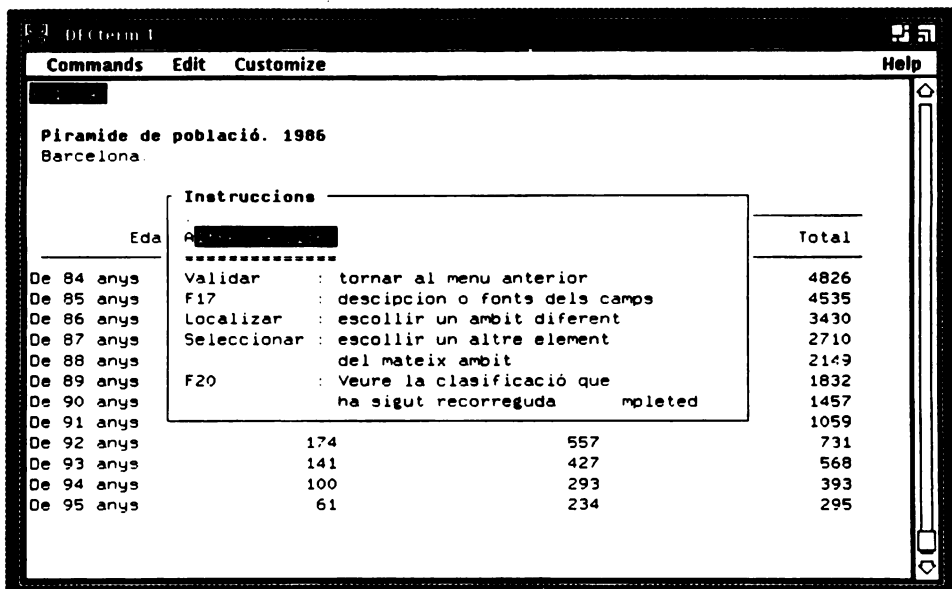 DECterm 1
Commands Edit Customize Help
Piramide de població. 1986
Barcelona
Instruccions
Eda A Total
==============
De 84 anys Validar : tornar al menu anterior 4826
De 85 anys F17 : descipcion o fonts dels camps 4535
De 86 anys Localizar : escollir un ambit diferent 3430
De 87 anys Seleccionar : escollir un altre element 2710
De 88 anys del mateix ambit 2149
De 89 anys F20 : Veure la clasificació que 1832
De 90 anys ha sigut recorreguda mpleted 1457
De 91 anys 1059
De 92 anys 174 557 731
De 93 anys 141 427 568
De 94 anys 100 293 393
De 95 anys 61 234 295